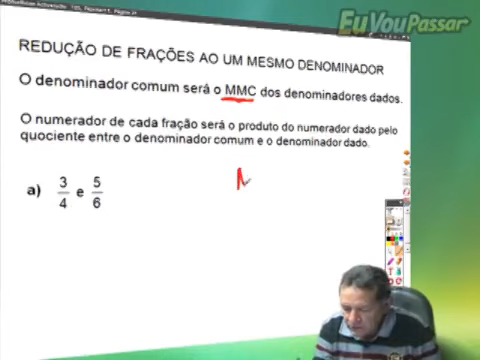 EuVouPassar
REDUÇÃO DE FRAÇÕES AO UM MESMO DENOMINADOR
O denominador comum será o MMC dos denominadores dados.
O numerador de cada fração será o produto do numerador dado pelo
quociente entre o denominador comum e o denominador dado.
a) 3/4 e 5/6